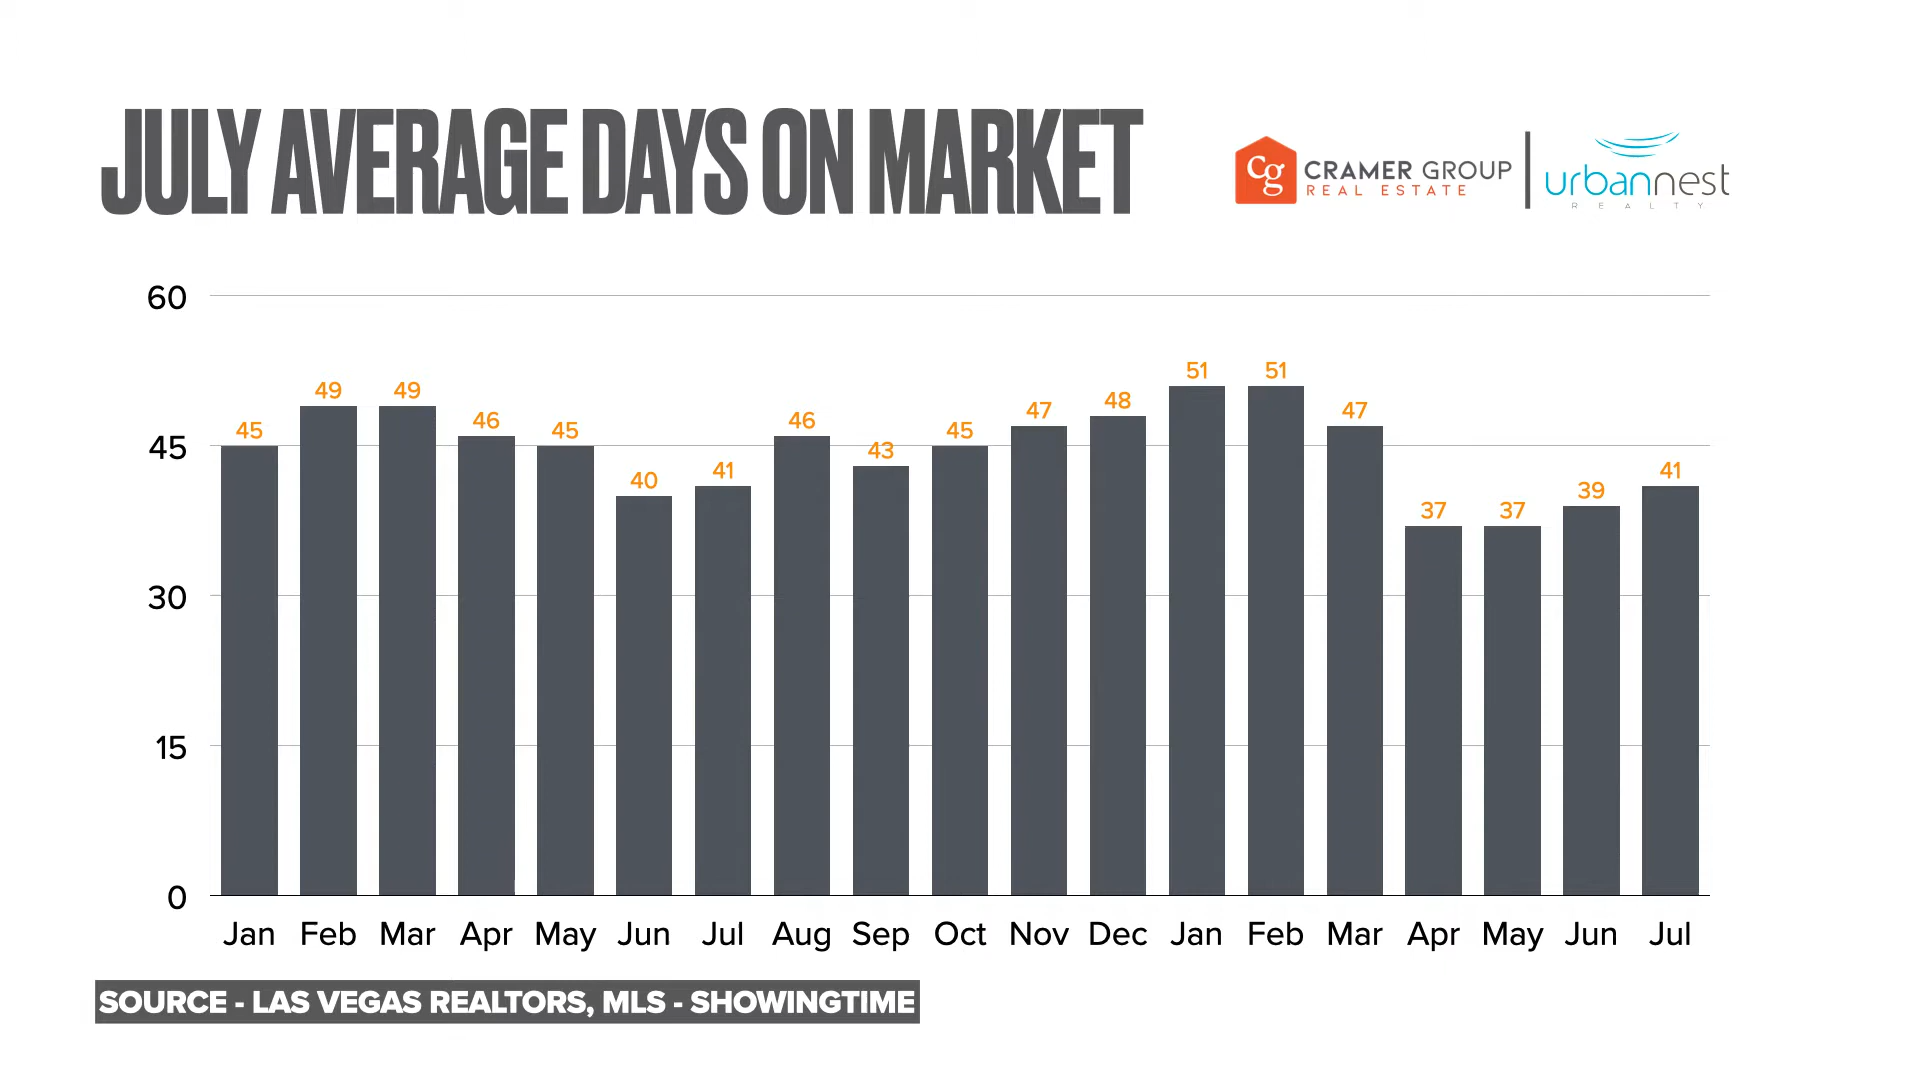 JULY AVERAGE DAYS ON MARKET
Cg CRAMER GROUP
REAL ESTATE
urbannest
REALTY
60
45
30
15
0
45 49 49 46 45 40 41 46 43 45 47 48 51 51 47 37 37 39 41
Jan Feb Mar Apr May Jun Jul Aug Sep Oct Nov Dec Jan Feb Mar Apr May Jun Jul
SOURCE - LAS VEGAS REALTORS, MLS - SHOWINGTIME